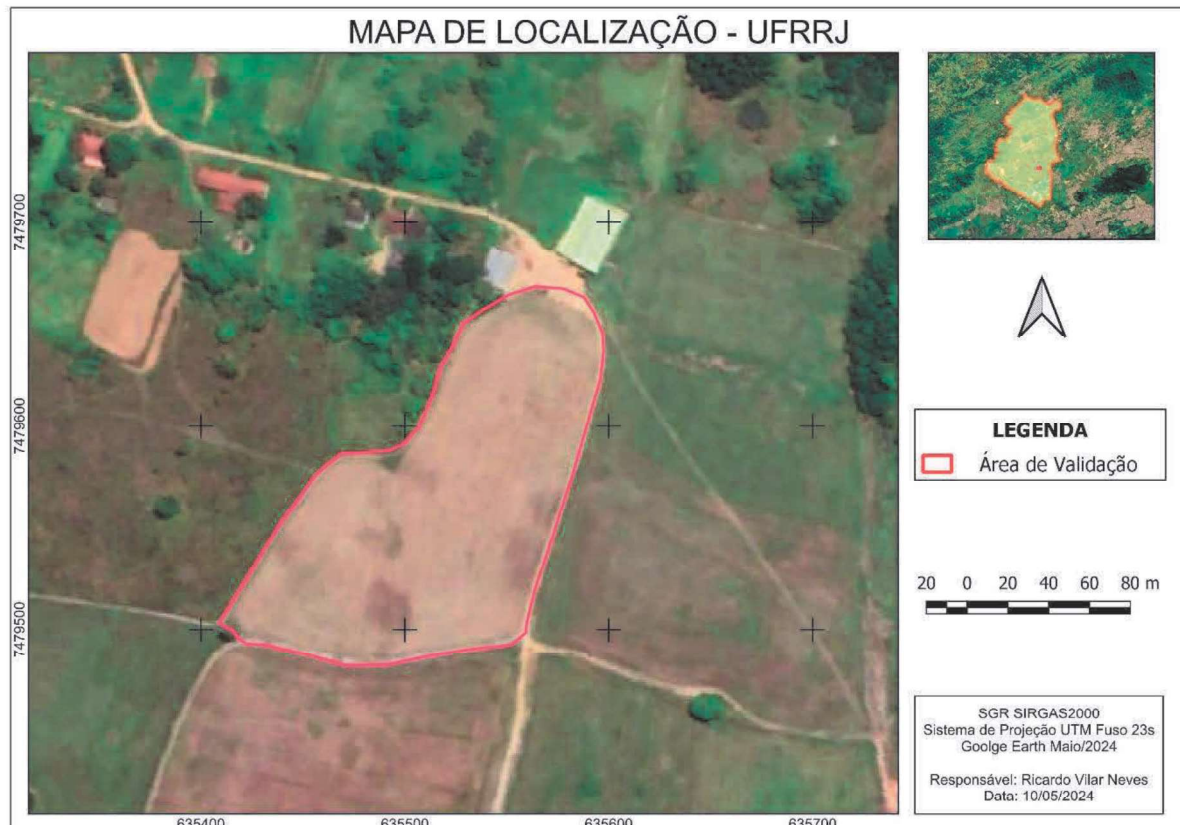 MAPA DE LOCALIZAÇÃO - UFRRJ
7479700
7479600
7479500
635400
635500
635600
635700
LEGENDA
Área de Validação
20 0 20 40 60 80 m
SGR SIRGAS2000
Sistema de Projeção UTM Fuso 23s
Goolge Earth Maio/2024
Responsável: Ricardo Vilar Neves
Data: 10/05/2024